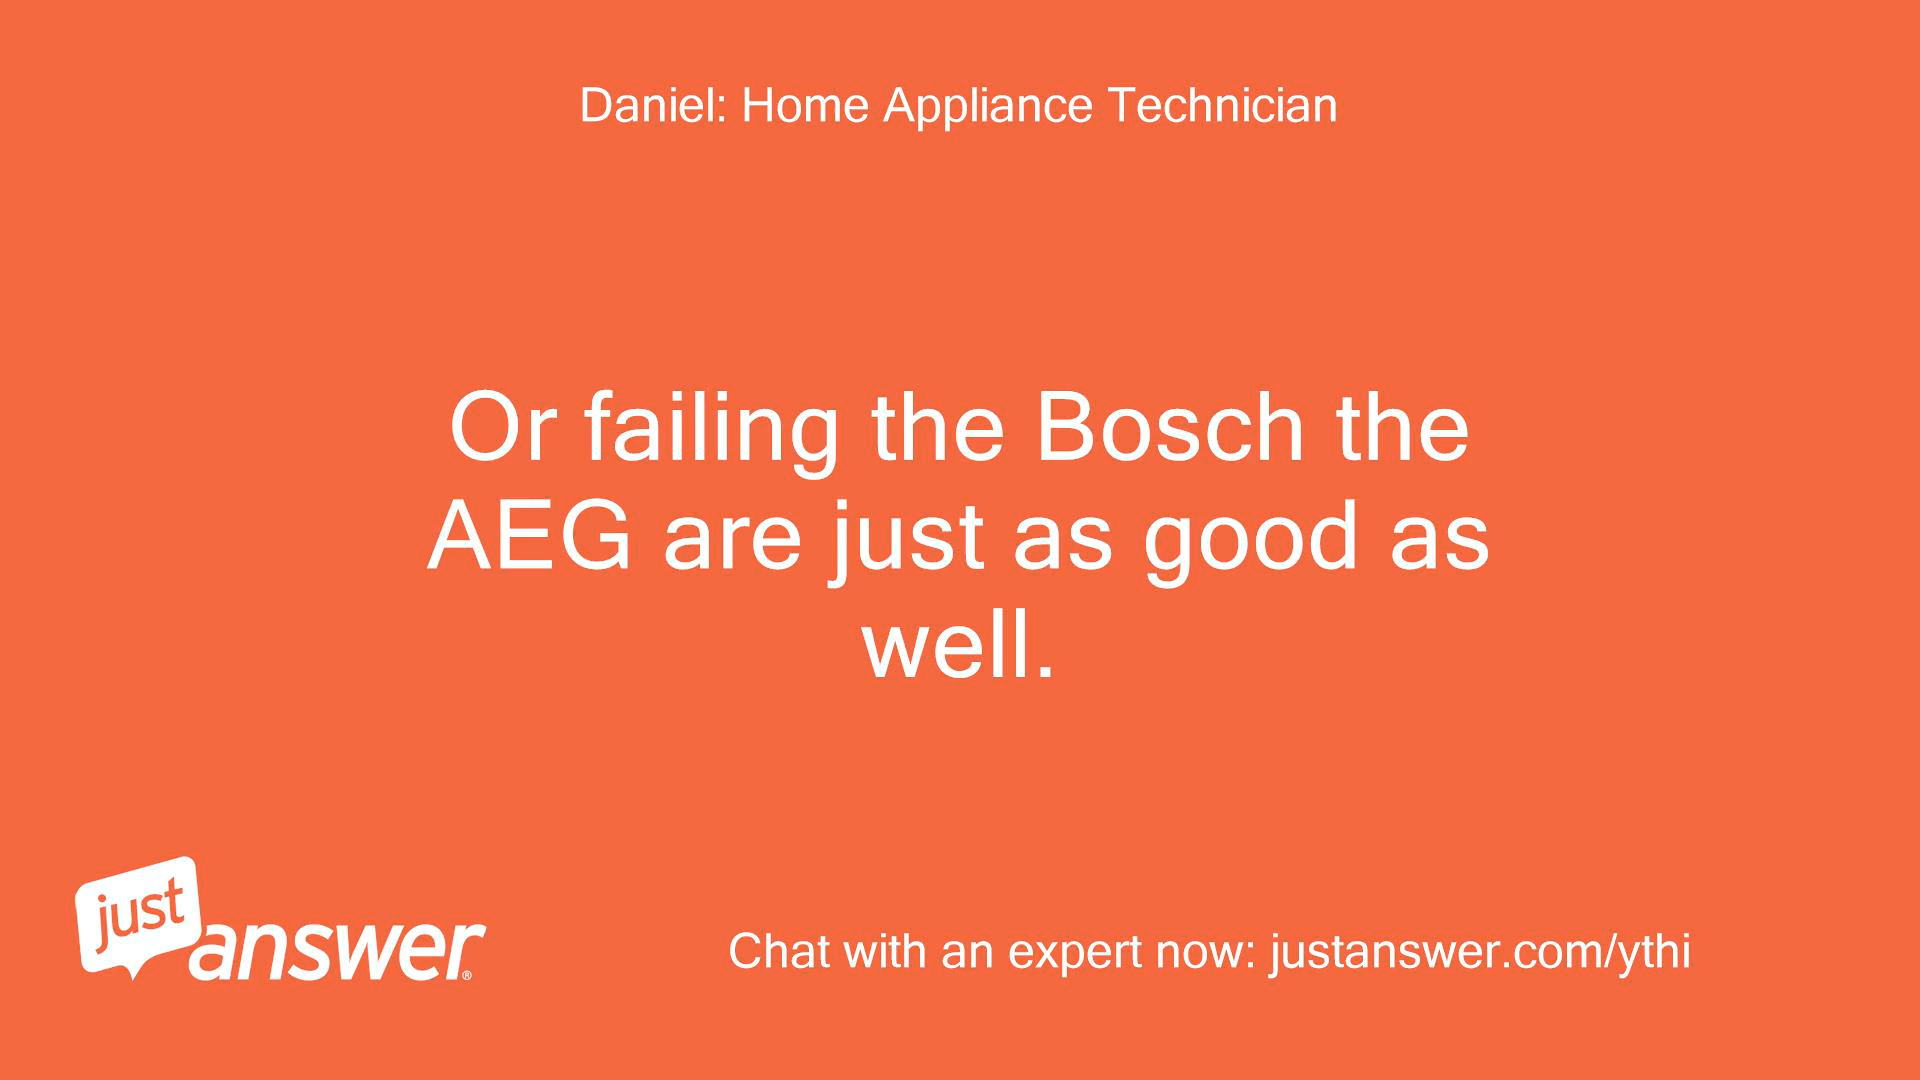 Daniel: Home Appliance Technician
Or failing the Bosch the
AEG are just as good as
well.
just
answer®
Chat with an expert now: justanswer.com/ythi